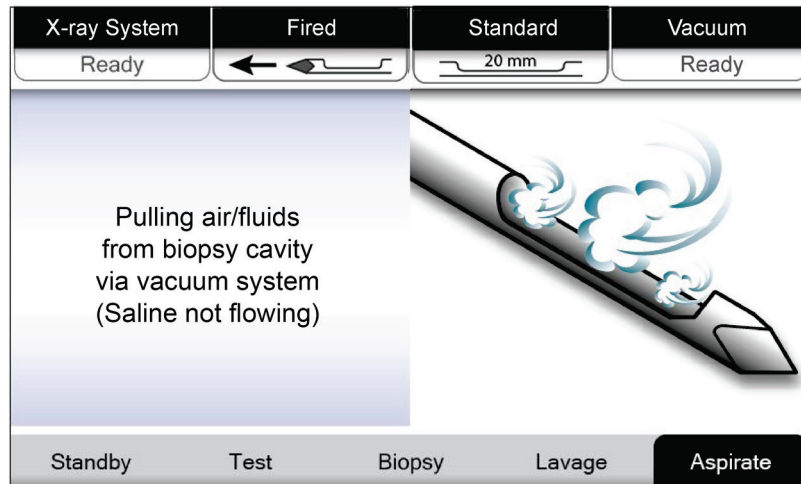 X-ray System Fired Standard Vacuum
Ready 20 mm Ready
Pulling air/fluids
from biopsy cavity
via vacuum system
(Saline not flowing)
Standby Test Biopsy Lavage Aspirate